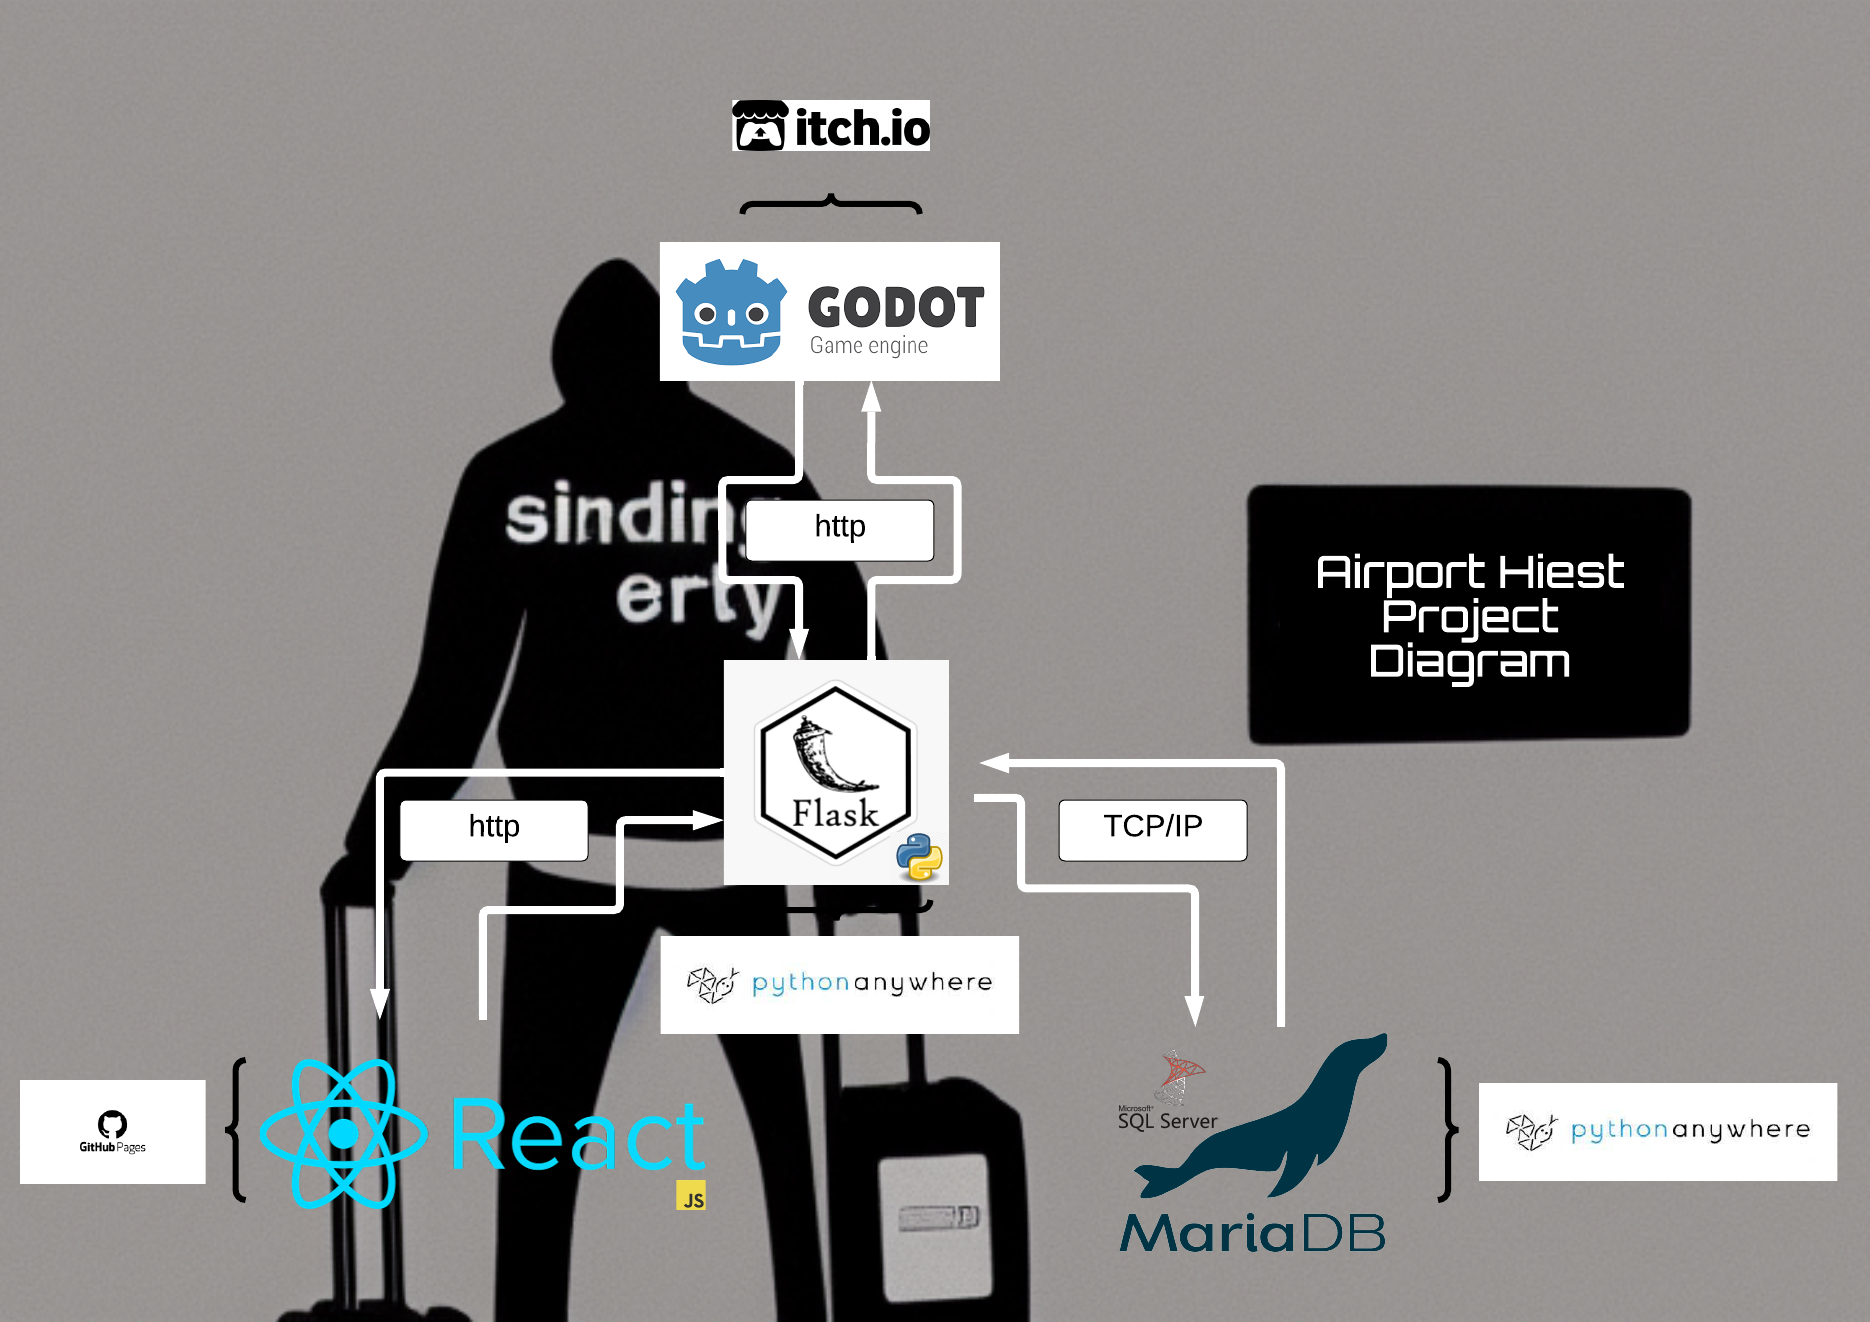 itch.io
GODOT
Game engine
sinding
erty
http
Airport Hiest
Project
Diagram
Flask
http
TCP/IP
pythonanywhere
GitHub Pages
React
JS
Microsoft
SQL Server
MariaDB
pythonanywhere